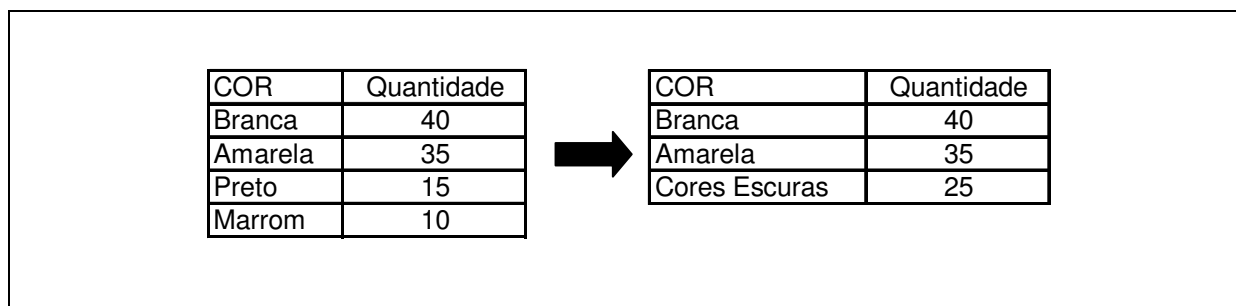 COR Quantidade
Branca 40
Amarela 35
Preto 15
Marrom 10
COR Quantidade
Branca 40
Amarela 35
Cores Escuras 25